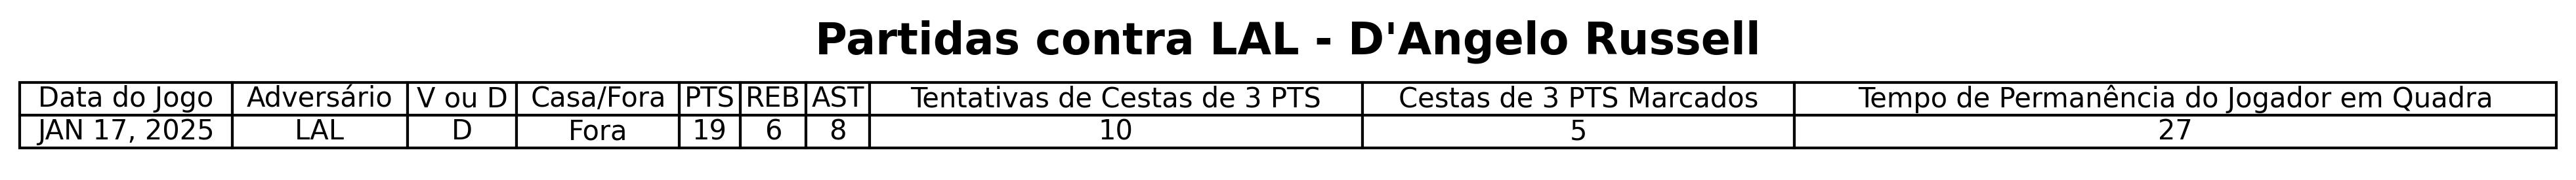 Partidas contra LAL - D'Angelo Russell
Data do Jogo Adversário V ou D Casa/Fora PTS REB AST Tentativas de Cestas de 3 PTS Cestas de 3 PTS Marcados Tempo de Permanência do Jogador em Quadra
JAN 17, 2025 LAL D Fora 19 6 8 10 5 27